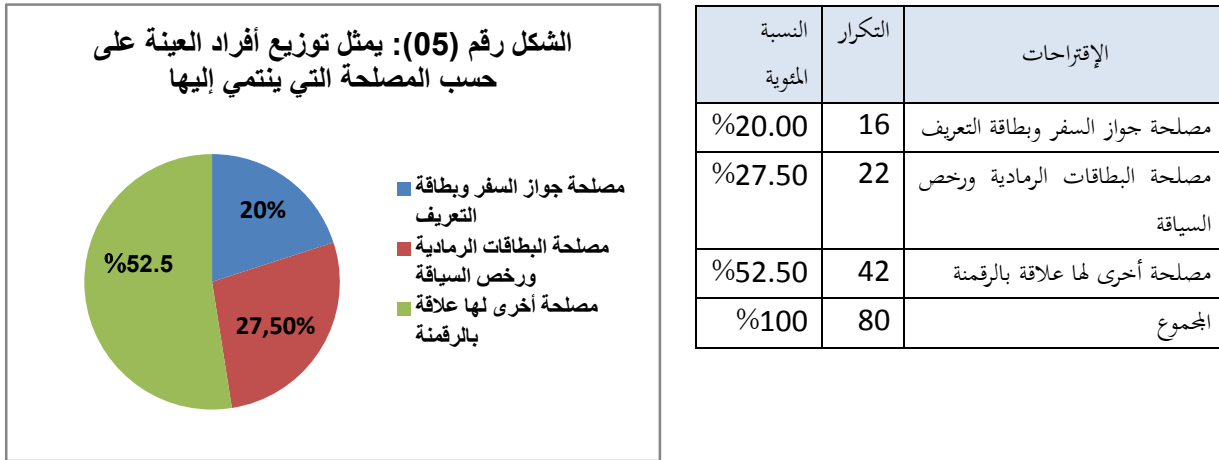 الشكل رقم (05): يمثل توزيع أفراد العينة على
حسب المصلحة التي ينتمي إليها
20%
27,50%
%52.5
مصلحة جواز السفر وبطاقة
التعريف
مصلحة البطاقات الرمادية
ورخص السياقة
مصلحة أخرى لها علاقة
بالرقمنة
الإقتراحات
التكرار
النسبة
المئوية
مصلحة جواز السفر وبطاقة التعريف
16
%20.00
مصلحة البطاقات الرمادية ورخص
السياقة
22
%27.50
مصلحة أخرى لها علاقة بالرقمنة
42
%52.50
المجموع
80
%100